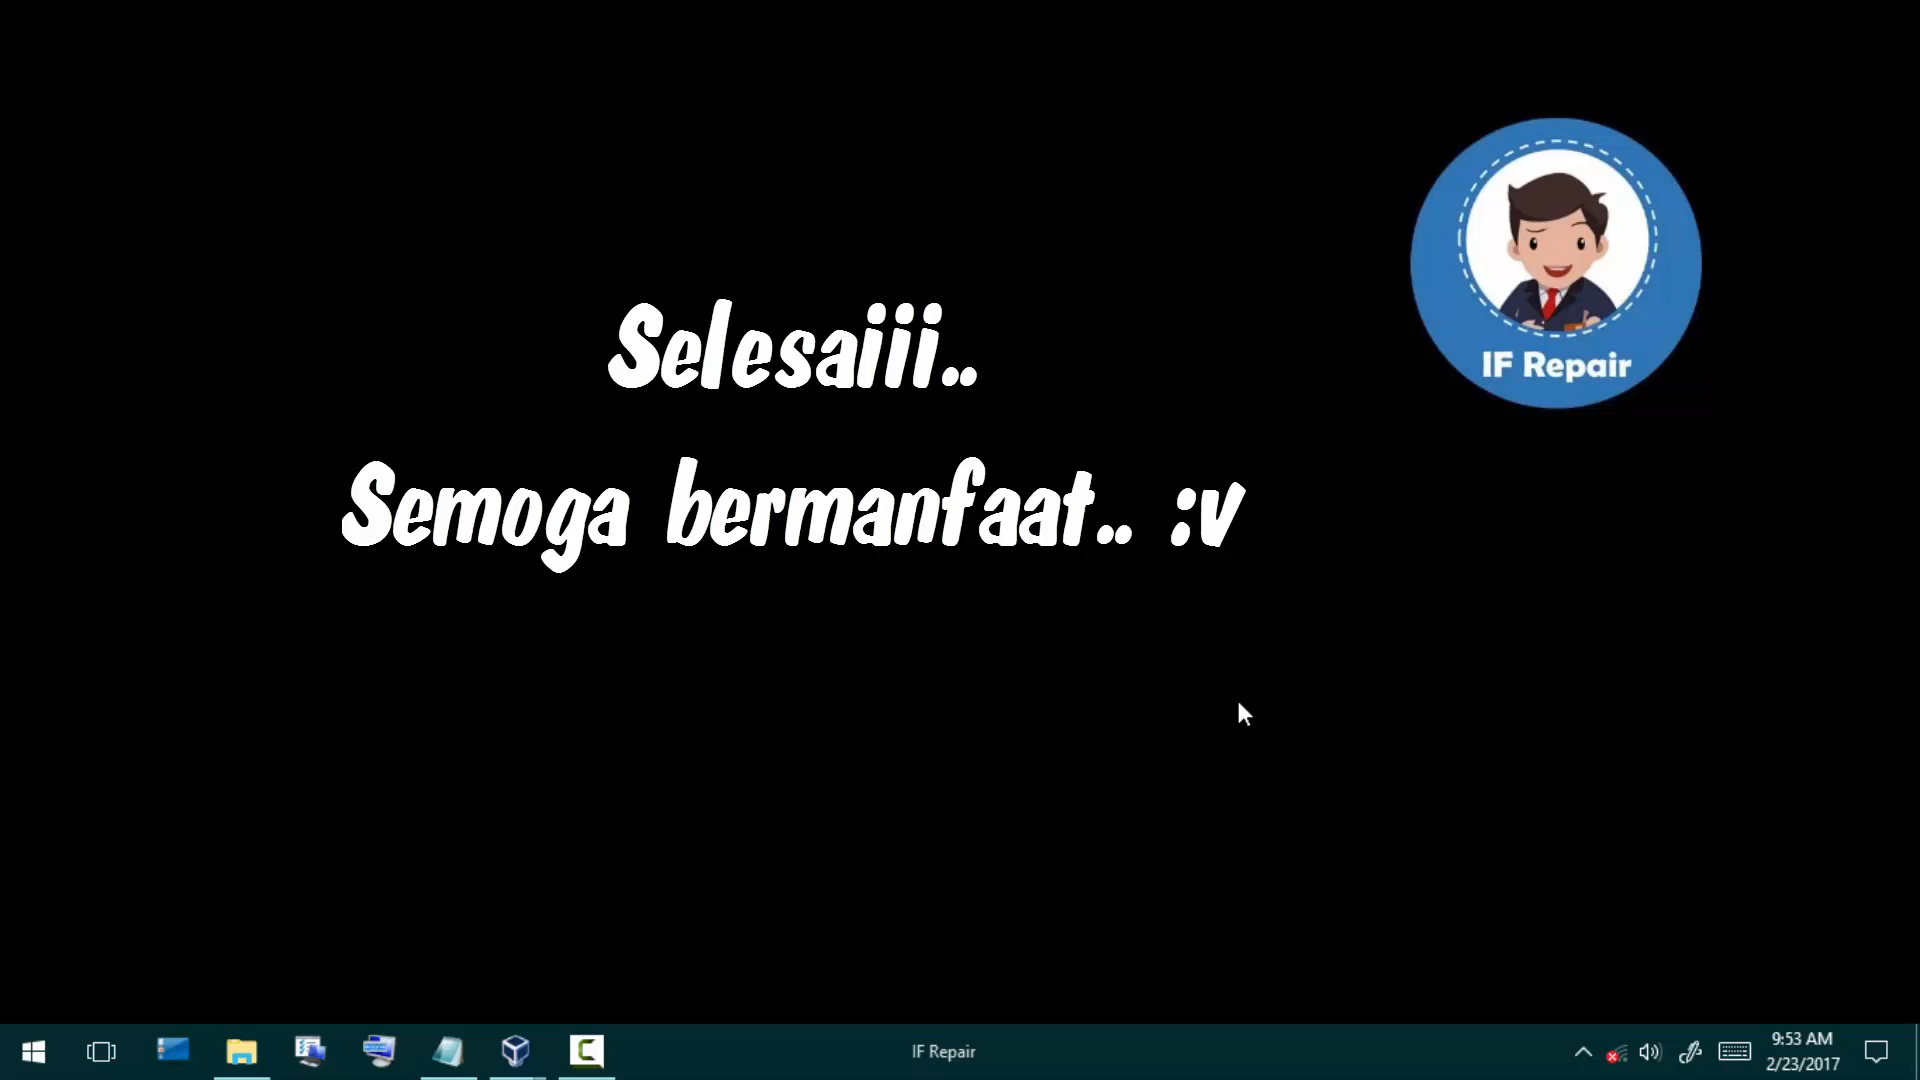 Selesaiii..
Semoga bermanfaat.. :v
IF Repair
IF Repair
9:53 AM
2/23/2017